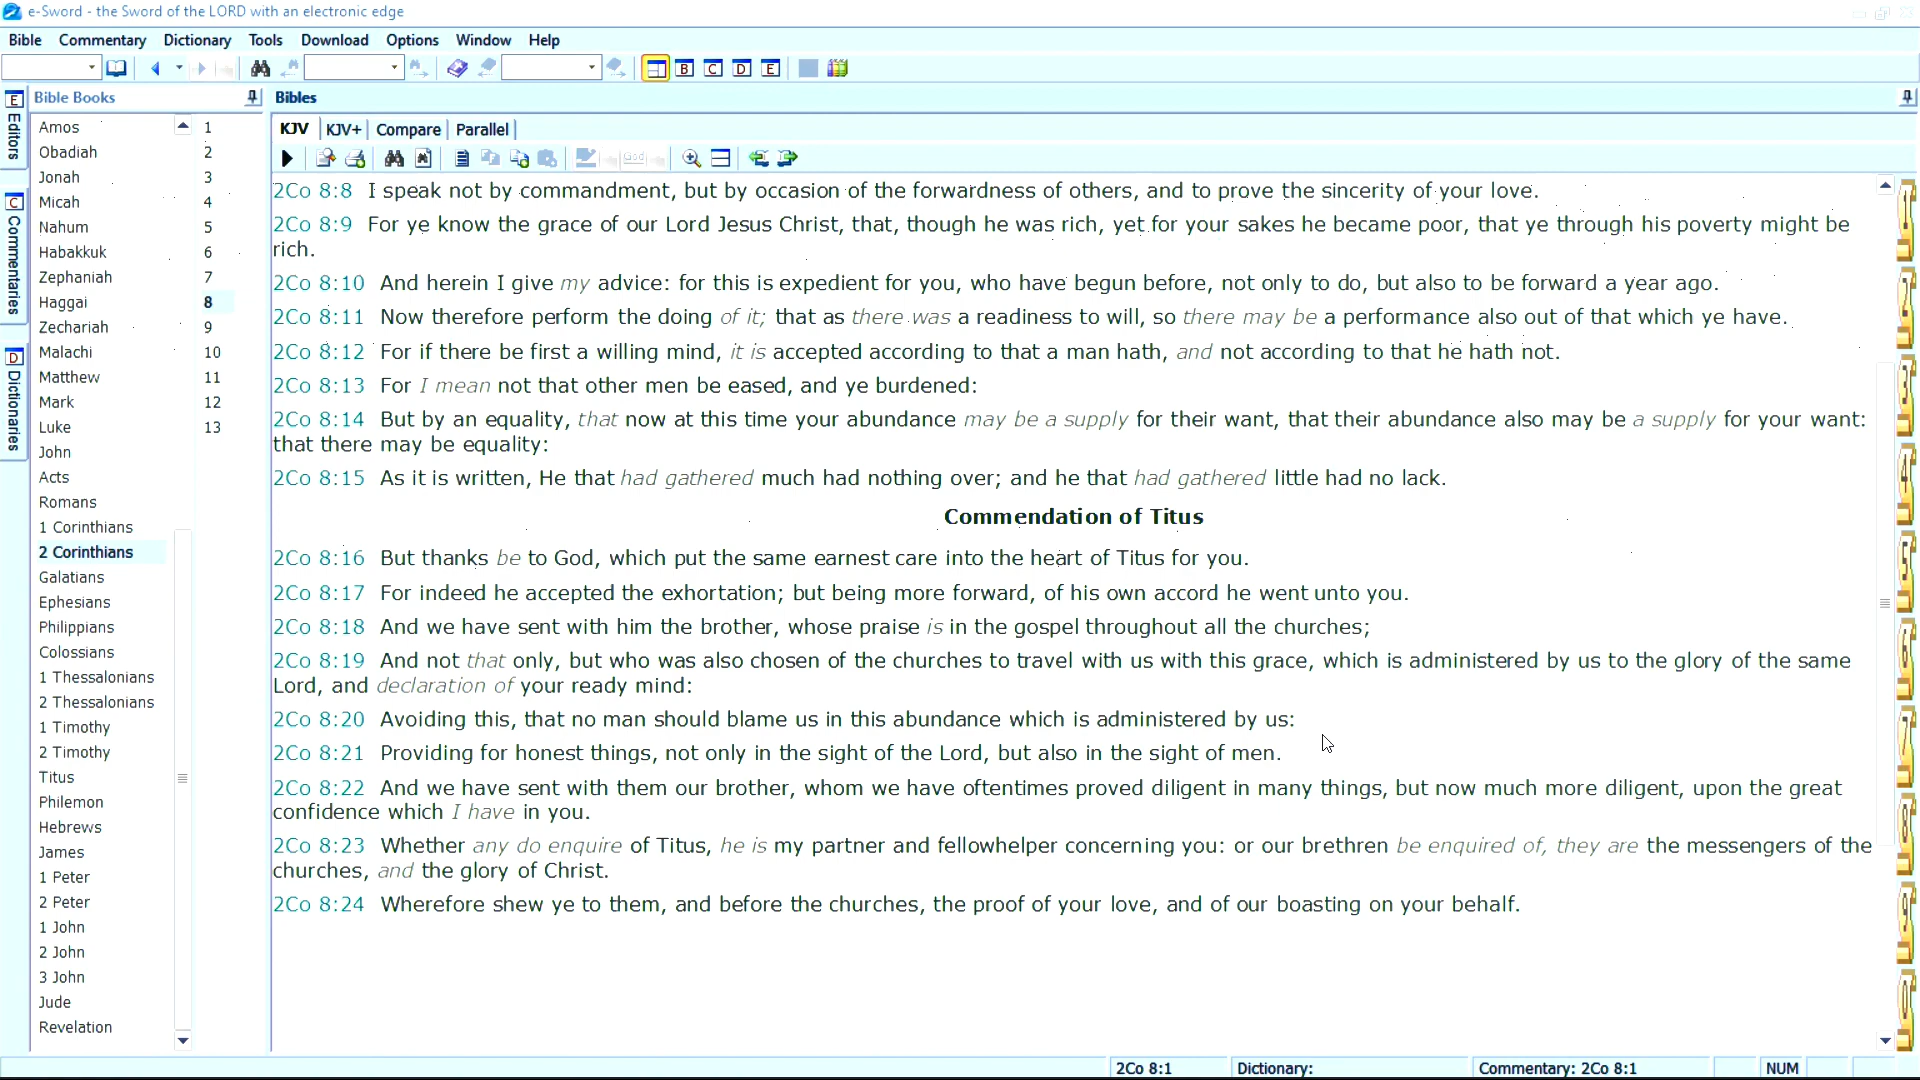 e-Sword - the Sword of the LORD with an electronic edge
Bible Commentary Dictionary Tools Download Options Window Help
B C D E
E Editors
C Commentaries
D Dictionaries
Bible Books
Amos
Obadiah
Jonah
Micah
Nahum
Habakkuk
Zephaniah
Haggai
Zechariah
Malachi
Matthew
Mark
Luke
John
Acts
Romans
1 Corinthians
2 Corinthians
Galatians
Ephesians
Philippians
Colossians
1 Thessalonians
2 Thessalonians
1 Timothy
2 Timothy
Titus
Philemon
Hebrews
James
1 Peter
2 Peter
1 John
2 John
3 John
Jude
Revelation
1
2
3
4
5
6
7
8
9
10
11
12
13
Bibles
KJV KJV+ Compare Parallel
2Co 8:8 I speak not by commandment, but by occasion of the forwardness of others, and to prove the sincerity of your love.
2Co 8:9 For ye know the grace of our Lord Jesus Christ, that, though he was rich, yet for your sakes he became poor, that ye through his poverty might be
rich.
2Co 8:10 And herein I give my advice: for this is expedient for you, who have begun before, not only to do, but also to be forward a year ago.
2Co 8:11 Now therefore perform the doing of it; that as there was a readiness to will, so there may be a performance also out of that which ye have.
2Co 8:12 For if there be first a willing mind, it is accepted according to that a man hath, and not according to that he hath not.
2Co 8:13 For I mean not that other men be eased, and ye burdened:
2Co 8:14 But by an equality, that now at this time your abundance may be a supply for their want, that their abundance also may be a supply for your want:
that there may be equality:
2Co 8:15 As it is written, He that had gathered much had nothing over; and he that had gathered little had no lack.
Commendation of Titus
2Co 8:16 But thanks be to God, which put the same earnest care into the heart of Titus for you.
2Co 8:17 For indeed he accepted the exhortation; but being more forward, of his own accord he went unto you.
2Co 8:18 And we have sent with him the brother, whose praise is in the gospel throughout all the churches;
2Co 8:19 And not that only, but who was also chosen of the churches to travel with us with this grace, which is administered by us to the glory of the same
Lord, and declaration of your ready mind:
2Co 8:20 Avoiding this, that no man should blame us in this abundance which is administered by us:
2Co 8:21 Providing for honest things, not only in the sight of the Lord, but also in the sight of men.
2Co 8:22 And we have sent with them our brother, whom we have oftentimes proved diligent in many things, but now much more diligent, upon the great
confidence which I have in you.
2Co 8:23 Whether any do enquire of Titus, he is my partner and fellowhelper concerning you: or our brethren be enquired of, they are the messengers of the
churches, and the glory of Christ.
2Co 8:24 Wherefore shew ye to them, and before the churches, the proof of your love, and of our boasting on your behalf.
1
2
3
4
5
6
7
8
9
0
2Co 8:1 Dictionary: Commentary: 2Co 8:1 NUM